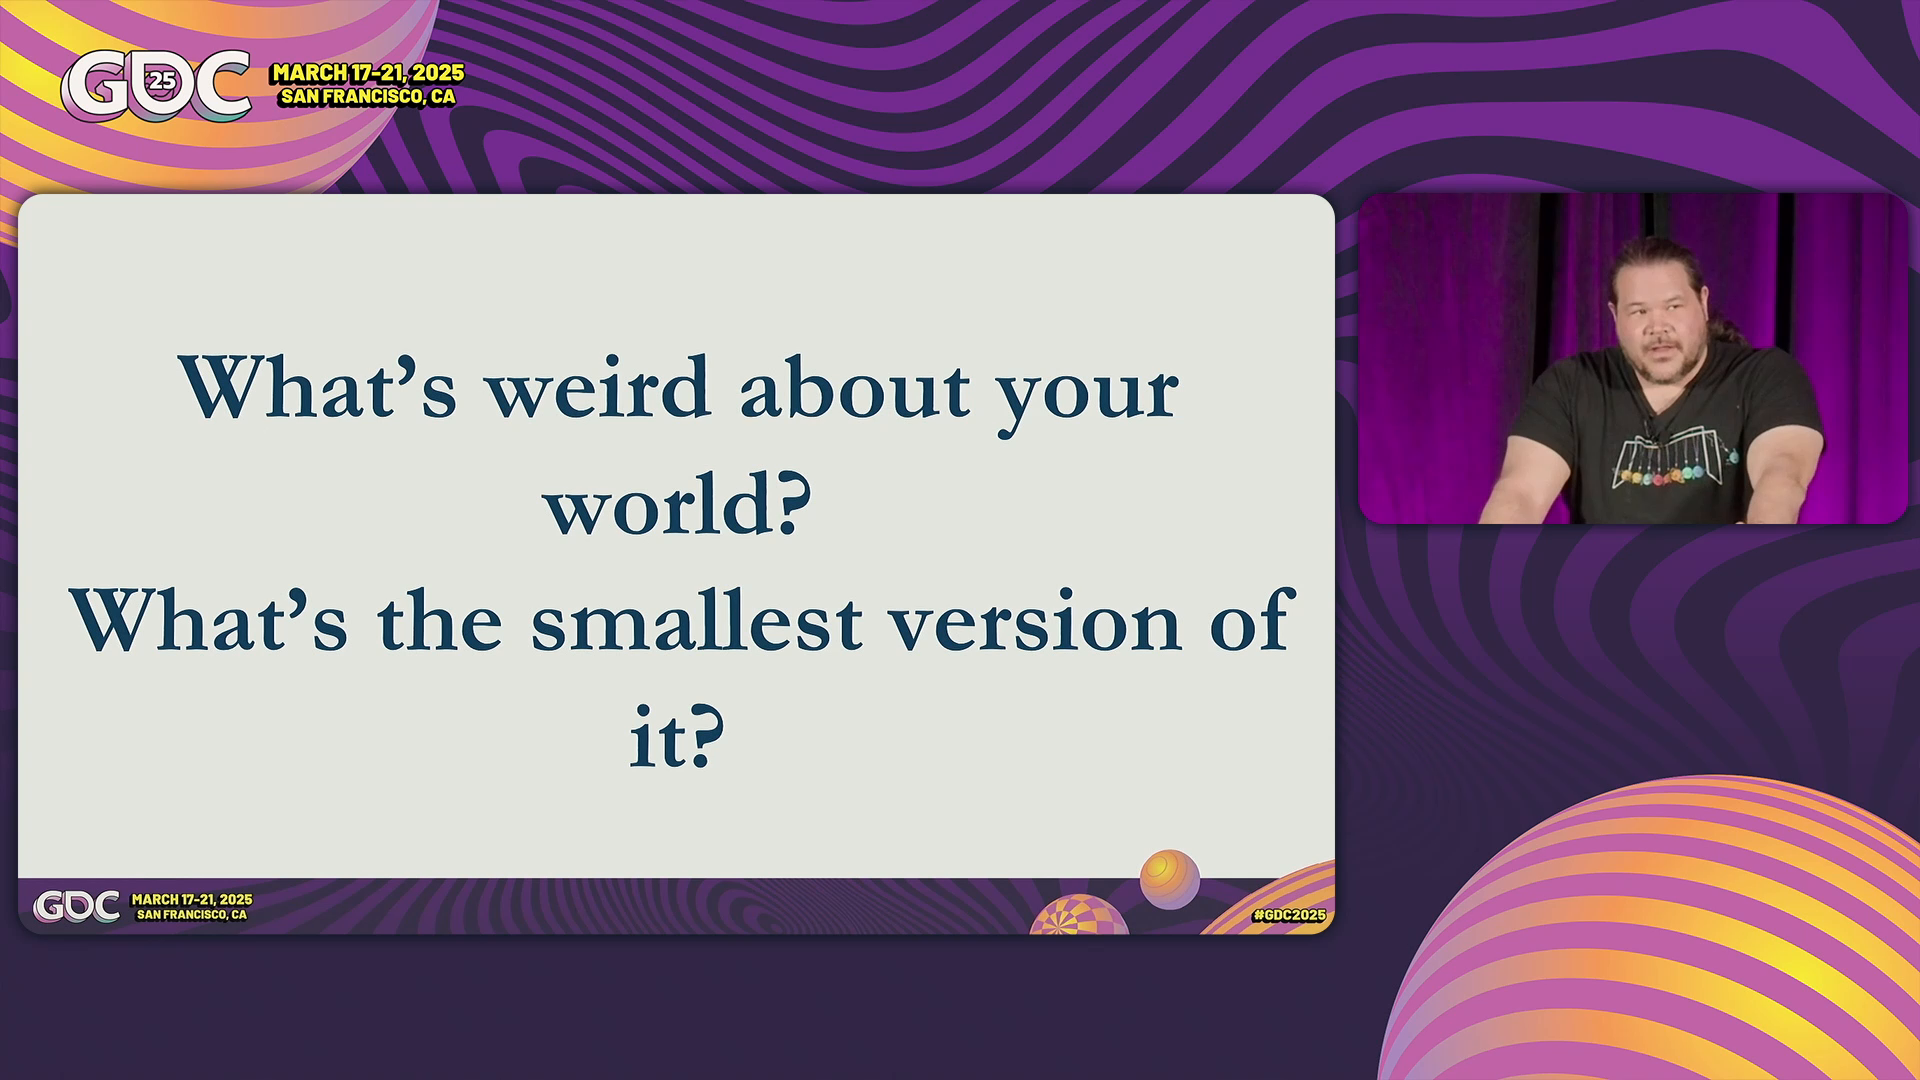 GDC
25
MARCH 17-21, 2025
SAN FRANCISCO, CA
What’s weird about your
world?
What’s the smallest version of
it?
GDC
MARCH 17-21, 2025
SAN FRANCISCO, CA
#GDC2025